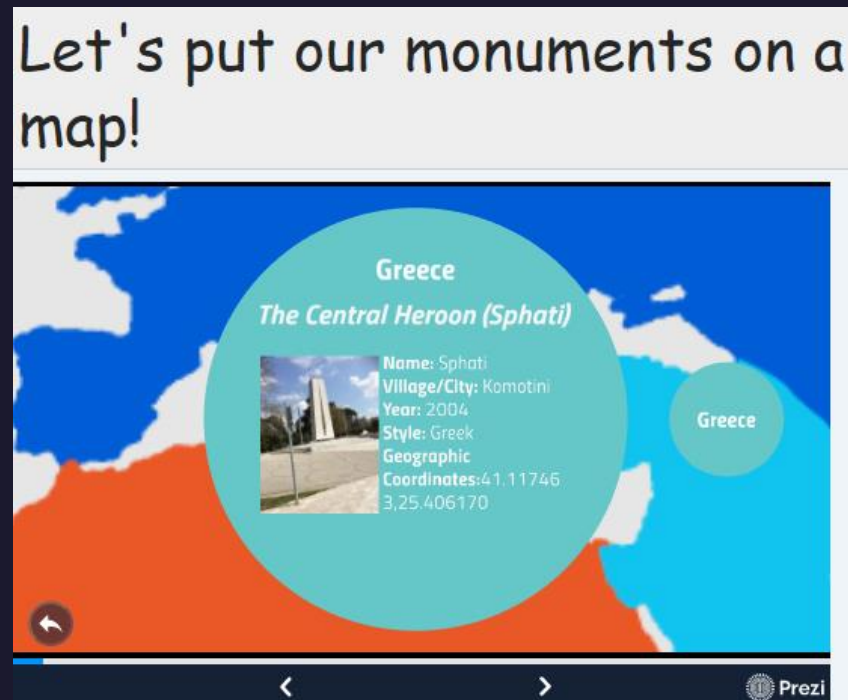 Let's put our monuments on a
map!
Greece
The Central Heroon (Sphati)
Name: Sphati
Village/City: Komotini
Year: 2004
Style: Greek
Geographic
Coordinates:41.11746
3,25.406170
Greece
Prezi